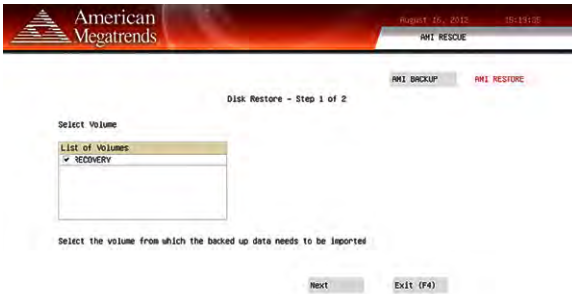 American
Megatrends
August 16, 2012 15:19:35
AMI RESCUE
AMI BACKUP AMI RESTORE
Disk Restore - Step 1 of 2
Select Volume
List of Volumes
RECOVERY
Select the volume from which the backed up data needs to be imported
Next Exit (F4)